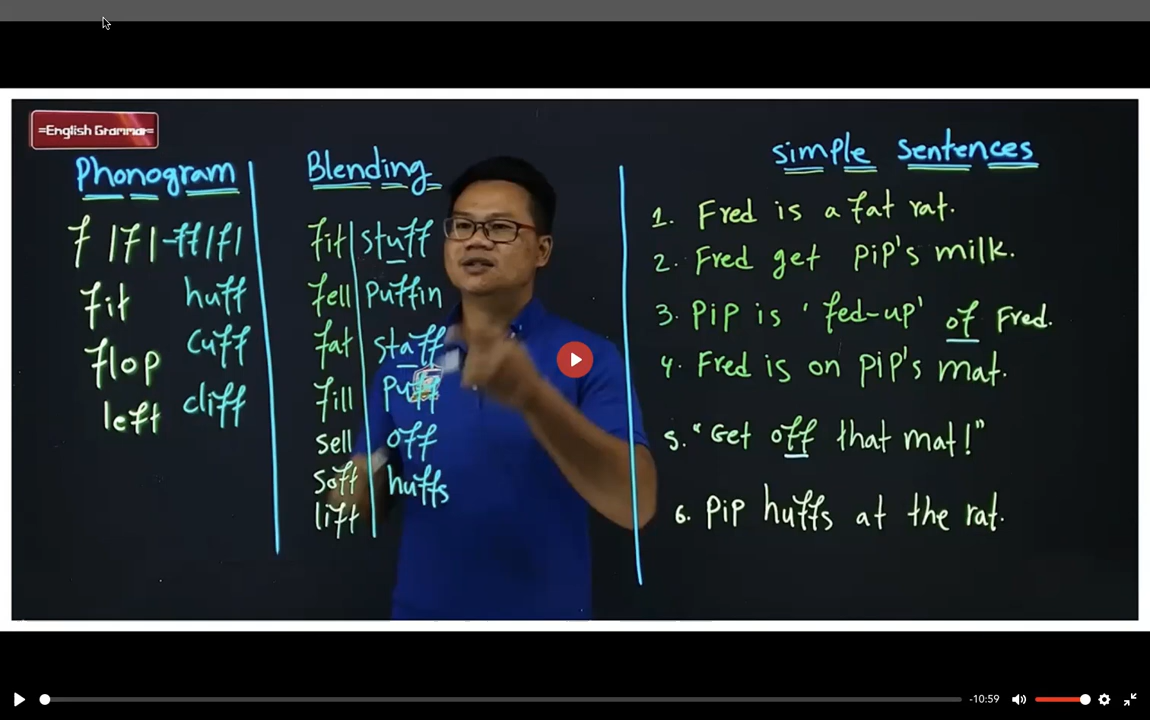 =English Grammar=
Phonogram
f /f/ -ff /f/
fit huff
flop cuff
left cliff
Blending
fit stuff
fell puffin
fat staff
fill puff
sell off
soft huffs
lift
simple sentences
1. Fred is a fat rat.
2. Fred get PiP's milk.
3. PiP is 'fed-up' of Fred.
4. Fred is on PiP's mat.
5. "Get off that mat!"
6. PiP huffs at the rat.
-10:59